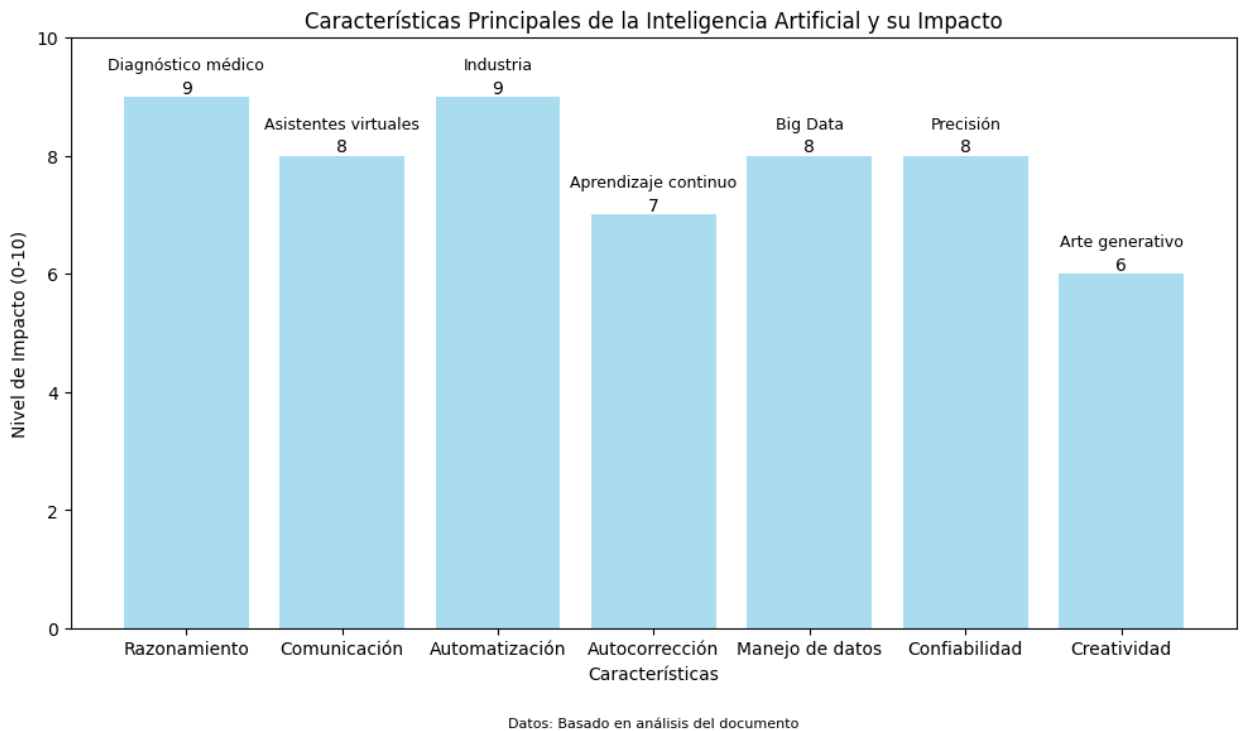 Características Principales de la Inteligencia Artificial y su Impacto
Nivel de Impacto (0-10)
10
8
6
4
2
0
Diagnóstico médico
9
Asistentes virtuales
8
Industria
9
Aprendizaje continuo
7
Big Data
8
Precisión
8
Arte generativo
6
Razonamiento
Comunicación
Automatización
Autocorrección
Manejo de datos
Confiabilidad
Creatividad
Características
Datos: Basado en análisis del documento